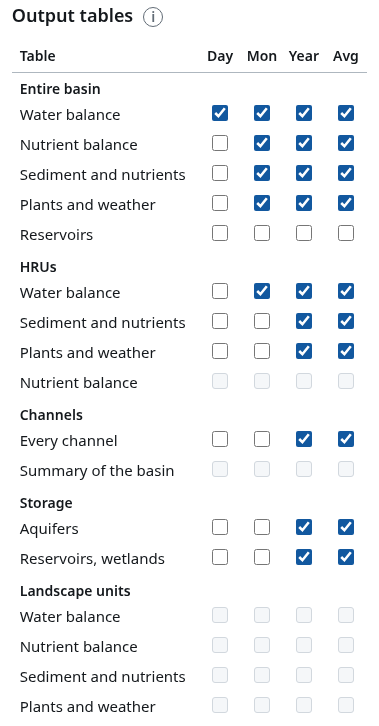 Output tables i
Table Day Mon Year Avg
Entire basin
Water balance
Nutrient balance
Sediment and nutrients
Plants and weather
Reservoirs
HRUs
Water balance
Sediment and nutrients
Plants and weather
Nutrient balance
Channels
Every channel
Summary of the basin
Storage
Aquifers
Reservoirs, wetlands
Landscape units
Water balance
Nutrient balance
Sediment and nutrients
Plants and weather